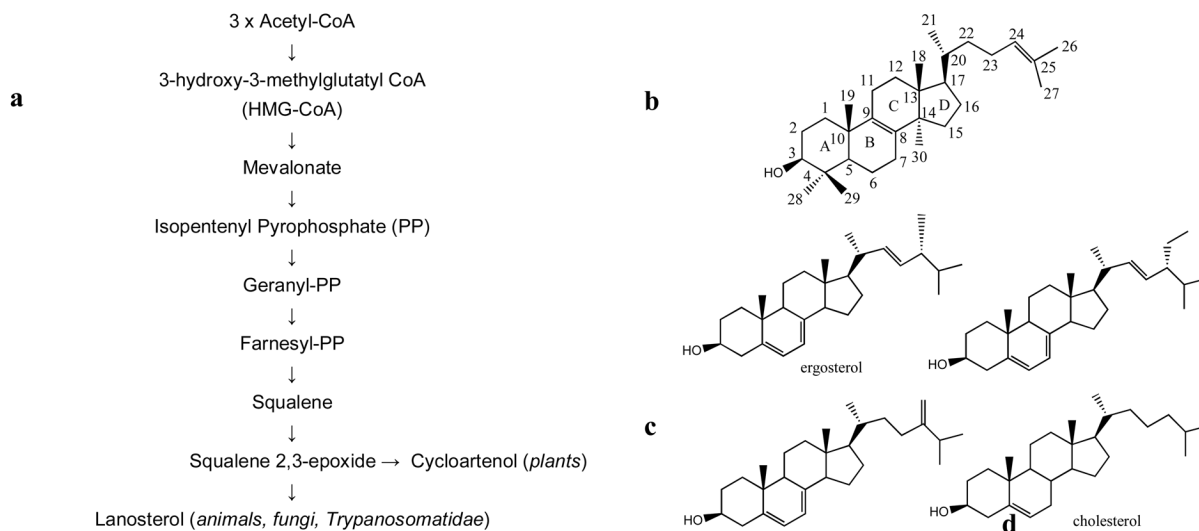 a
3 x Acetyl-CoA
↓
3-hydroxy-3-methylglutatyl CoA
(HMG-CoA)
↓
Mevalonate
↓
Isopentenyl Pyrophosphate (PP)
↓
Geranyl-PP
↓
Farnesyl-PP
↓
Squalene
↓
Squalene 2,3-epoxide → Cycloartenol (plants)
↓
Lanosterol (animals, fungi, Trypanosomatidae)
b
21
22
24
26
18
20
23
25
12
17
27
11
19
13
16
1
C
D
9
14
2
10
8
15
A
B
30
3
5
7
HO
4
6
28
29
HO
ergosterol
HO
c
HO
HO
d
cholesterol